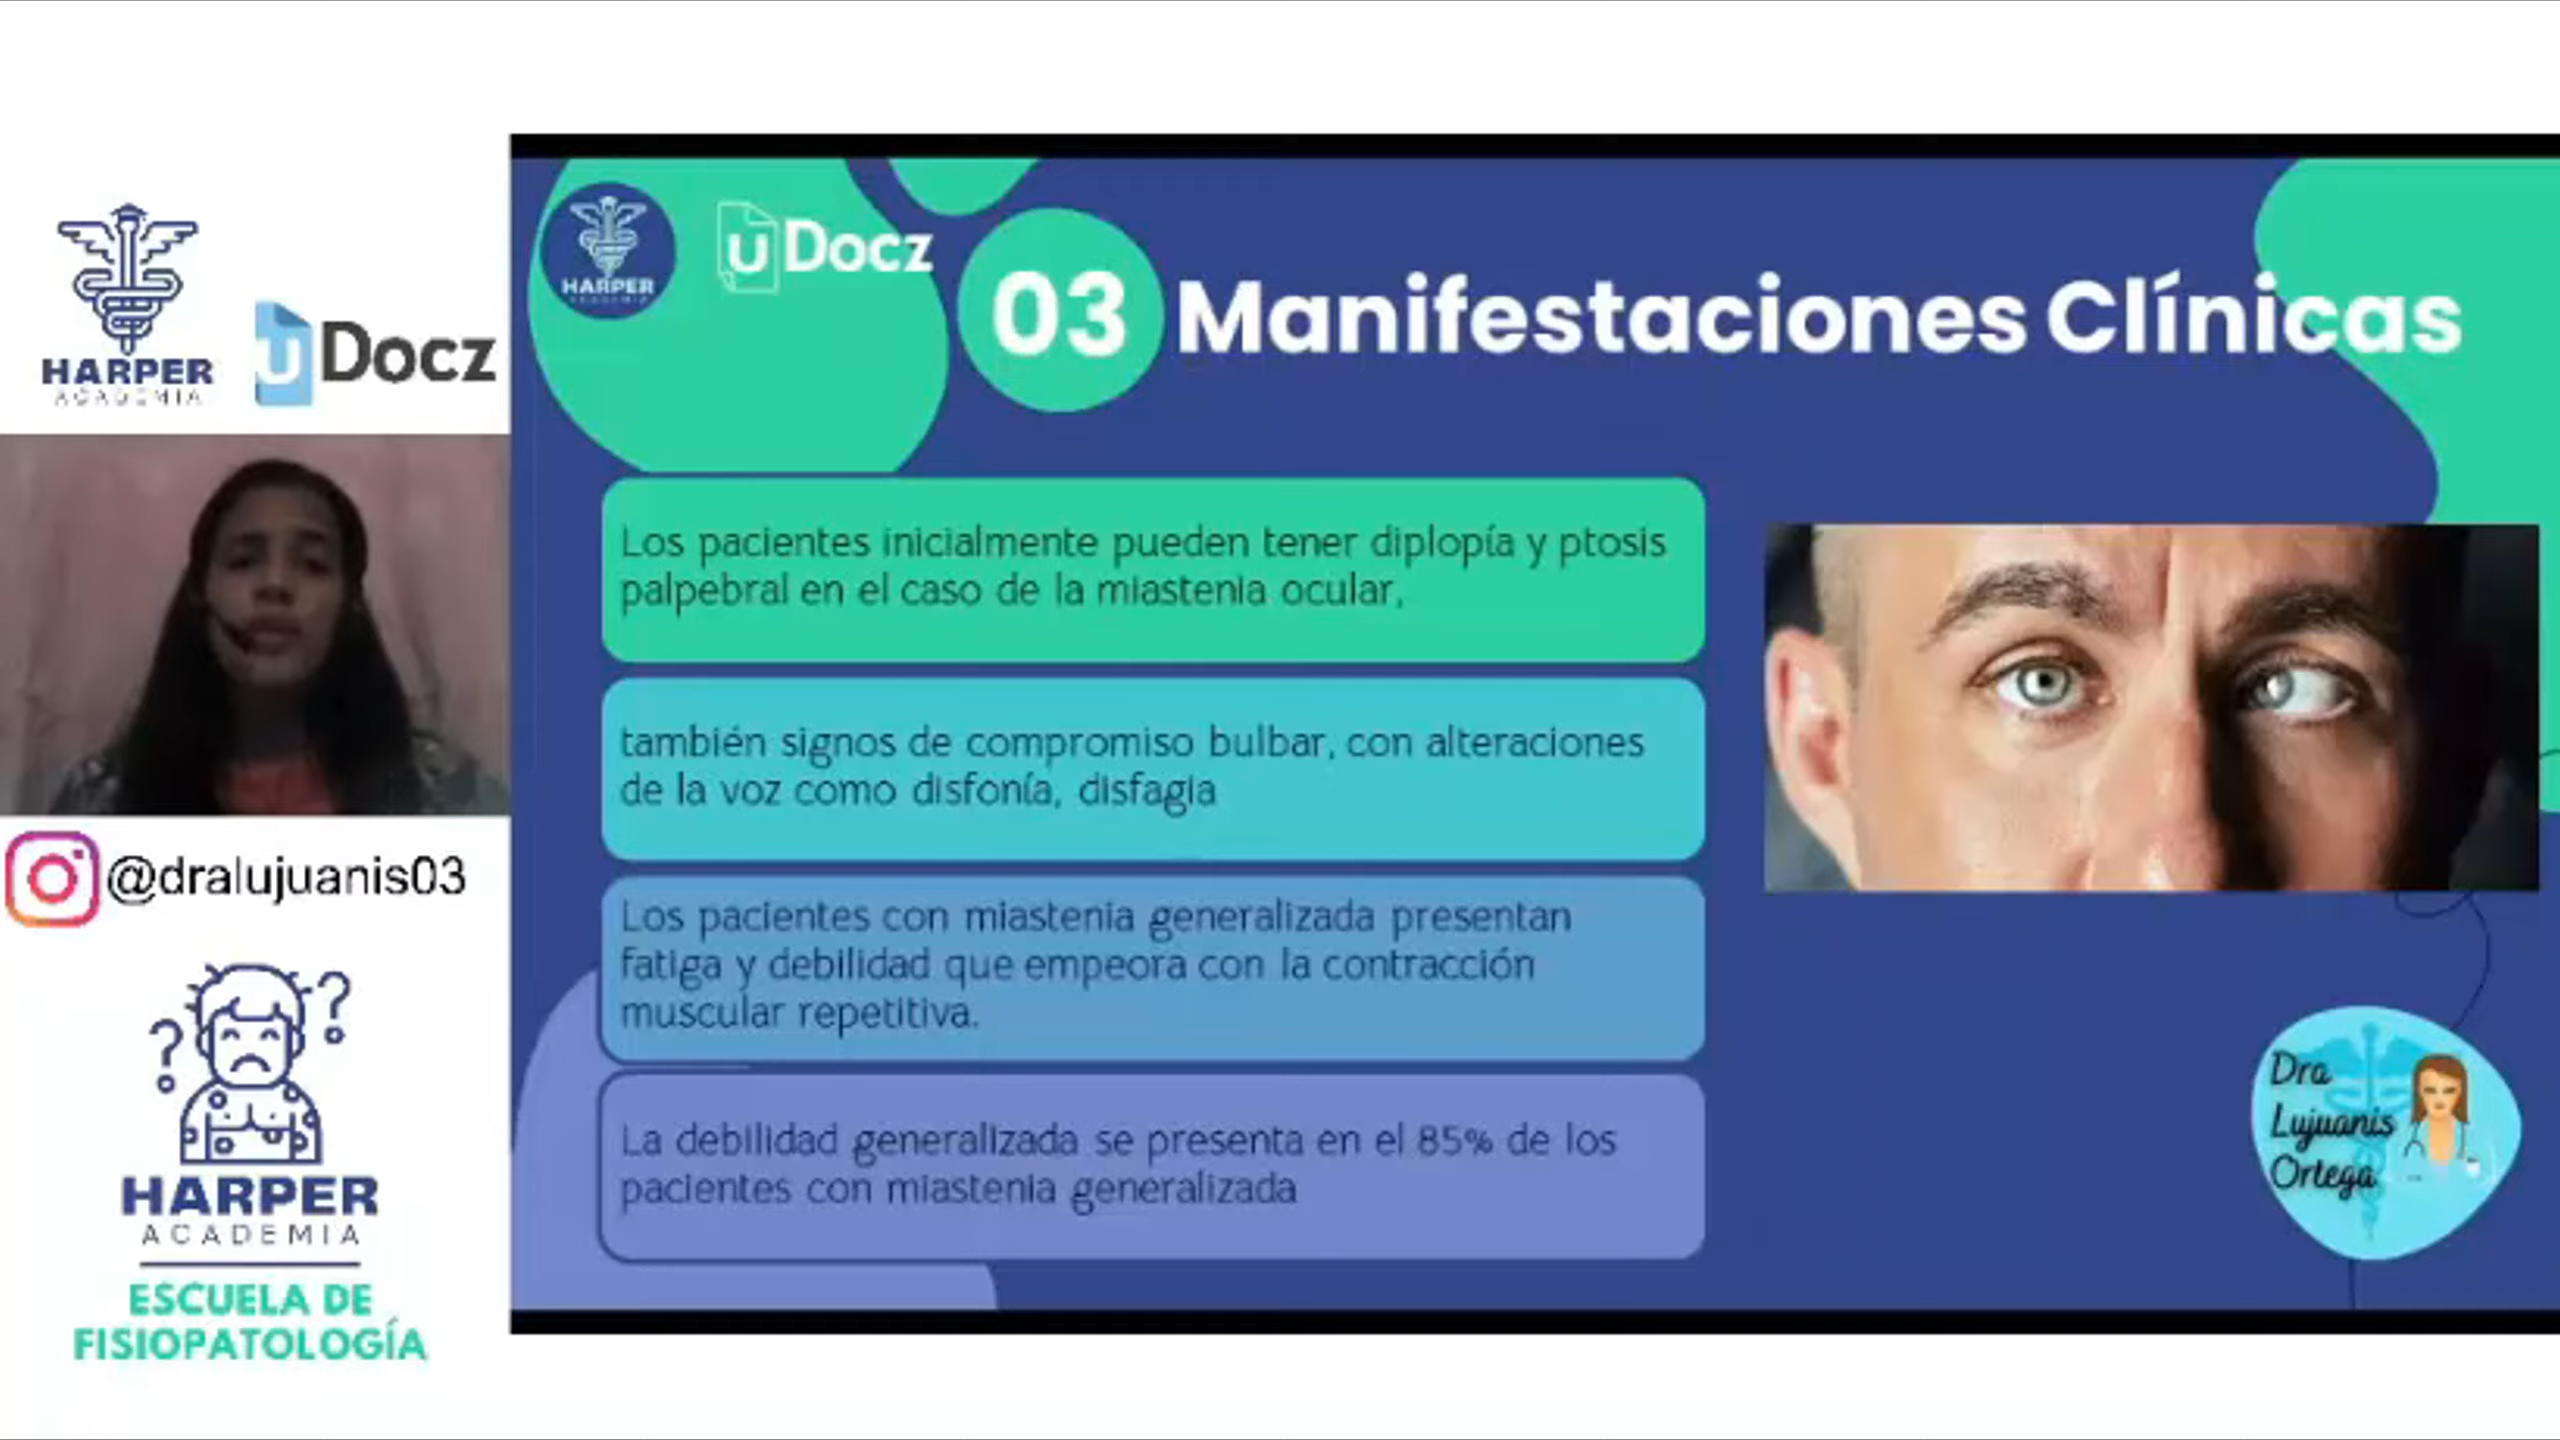 HARPER
ACADEMIA
uDocz
@dralujuanis03
? ?
HARPER
ACADEMIA
ESCUELA DE
FISIOPATOLOGÍA
HARPER
ACADEMIA
uDocz
03 Manifestaciones Clínicas
Los pacientes inicialmente pueden tener diplopía y ptosis
palpebral en el caso de la miastenia ocular,
también signos de compromiso bulbar, con alteraciones
de la voz como disfonía, disfagia
Los pacientes con miastenia generalizada presentan
fatiga y debilidad que empeora con la contracción
muscular repetitiva.
La debilidad generalizada se presenta en el 85% de los
pacientes con miastenia generalizada
Dra
Lujuanis
Ortega